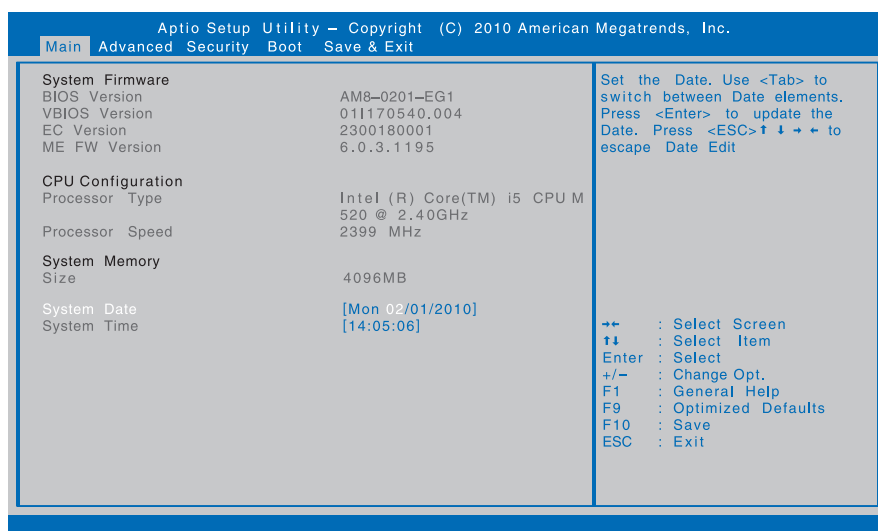 Aptio Setup Utility – Copyright (C) 2010 American Megatrends, Inc.
Main Advanced Security Boot Save & Exit
System Firmware
BIOS Version AM8–0201–EG1
VBIOS Version 01I170540.004
EC Version 2300180001
ME FW Version 6.0.3.1195
CPU Configuration
Processor Type Intel (R) Core(TM) i5 CPU M
520 @ 2.40GHz
Processor Speed 2399 MHz
System Memory
Size 4096MB
System Date [Mon 02/01/2010]
System Time [14:05:06]
Set the Date. Use <Tab> to
switch between Date elements.
Press <Enter> to update the
Date. Press <ESC>↑ ↓ → ← to
escape Date Edit
→← : Select Screen
↑↓ : Select Item
Enter : Select
+/– : Change Opt.
F1 : General Help
F9 : Optimized Defaults
F10 : Save
ESC : Exit